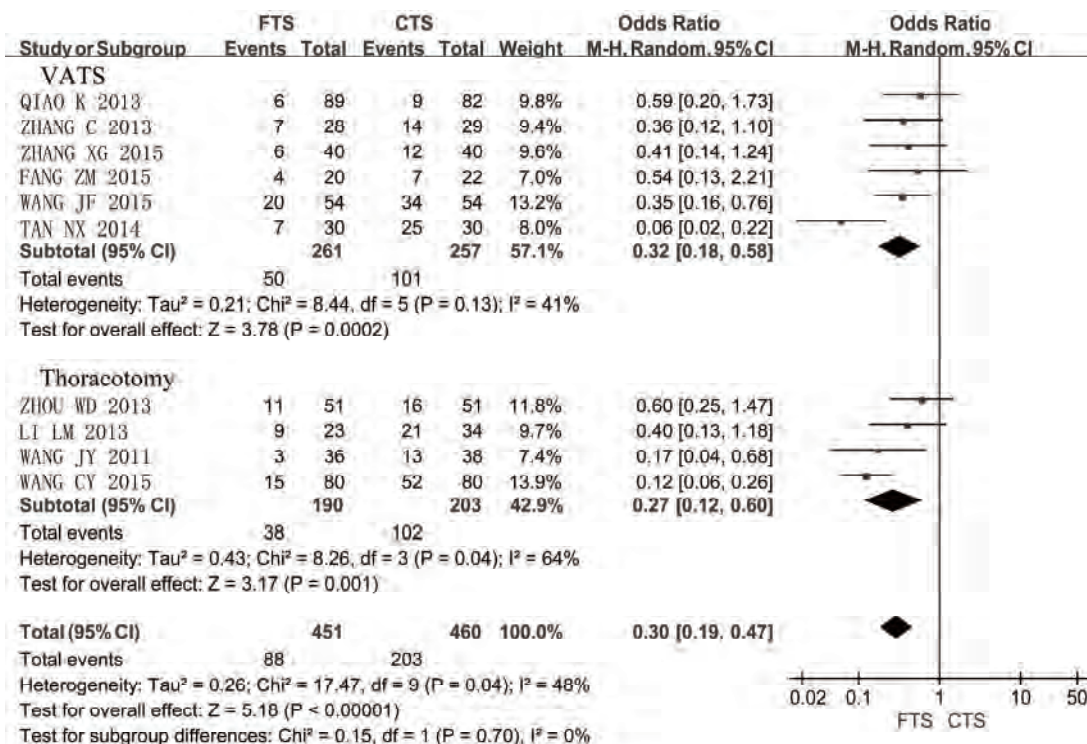 FTS CTS Odds Ratio Odds Ratio
Study or Subgroup Events Total Events Total Weight M-H, Random, 95% CI M-H, Random, 95% CI
VATS
QIAO K 2013 6 89 9 82 9.8% 0.59 [0.20, 1.73]
ZHANG C 2013 7 28 14 29 9.4% 0.36 [0.12, 1.10]
ZHANG XG 2015 6 40 12 40 9.6% 0.41 [0.14, 1.24]
FANG ZM 2015 4 20 7 22 7.0% 0.54 [0.13, 2.21]
WANG JF 2015 20 54 34 54 13.2% 0.35 [0.16, 0.76]
TAN NX 2014 7 30 25 30 8.0% 0.06 [0.02, 0.22]
Subtotal (95% CI) 261 257 57.1% 0.32 [0.18, 0.58]
Total events 50 101
Heterogeneity: Tau² = 0.21; Chi² = 8.44, df = 5 (P = 0.13); I² = 41%
Test for overall effect: Z = 3.78 (P = 0.0002)
Thoracotomy
ZHOU WD 2013 11 51 16 51 11.8% 0.60 [0.25, 1.47]
LI LM 2013 9 23 21 34 9.7% 0.40 [0.13, 1.18]
WANG JY 2011 3 36 13 38 7.4% 0.17 [0.04, 0.68]
WANG CY 2015 15 80 52 80 13.9% 0.12 [0.06, 0.26]
Subtotal (95% CI) 190 203 42.9% 0.27 [0.12, 0.60]
Total events 38 102
Heterogeneity: Tau² = 0.43; Chi² = 8.26, df = 3 (P = 0.04); I² = 64%
Test for overall effect: Z = 3.17 (P = 0.001)
Total (95% CI) 451 460 100.0% 0.30 [0.19, 0.47]
Total events 88 203
Heterogeneity: Tau² = 0.26; Chi² = 17.47, df = 9 (P = 0.04); I² = 48%
Test for overall effect: Z = 5.18 (P < 0.00001)
Test for subgroup differences: Chi² = 0.15, df = 1 (P = 0.70), I² = 0%
0.02 0.1 1 10 50
FTS CTS